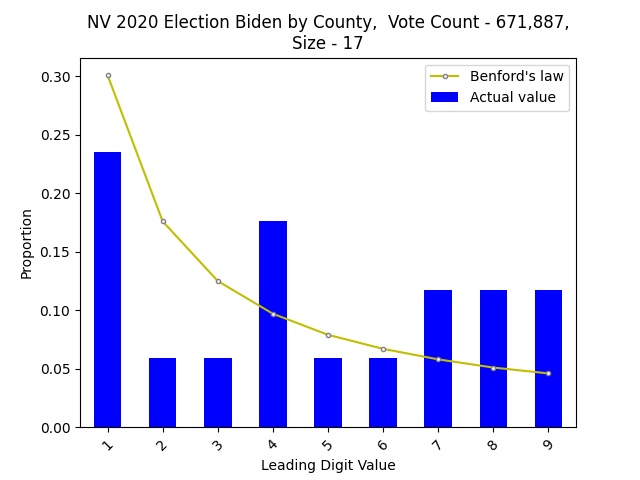 NV 2020 Election Biden by County,  Vote Count - 671,887,
Size - 17
Benford's law
Actual value
0.30
0.25
0.20
0.15
0.10
0.05
0.00
Proportion
1 2 3 4 5 6 7 8 9
Leading Digit Value